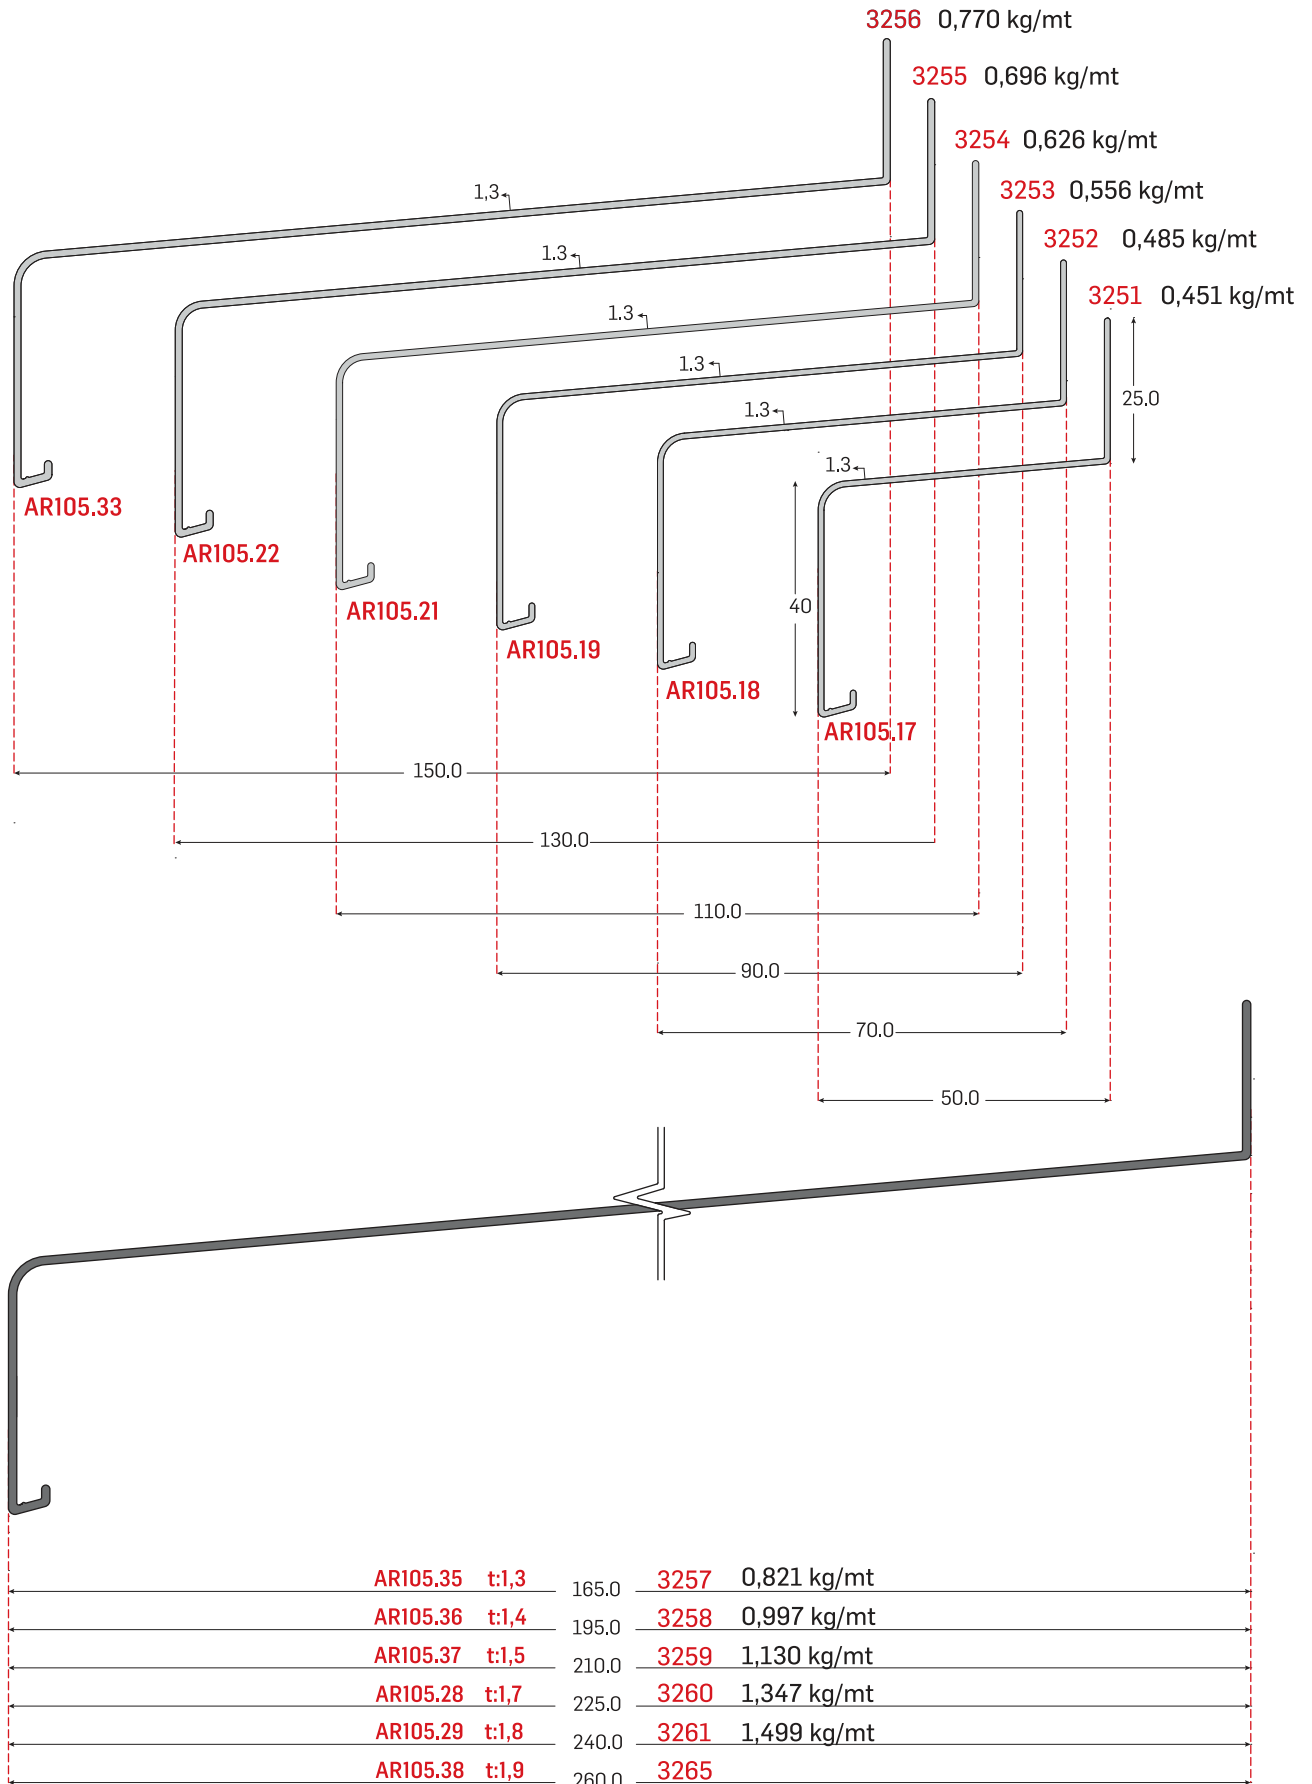 3256 0,770 kg/mt
3255 0,696 kg/mt
3254 0,626 kg/mt
3253 0,556 kg/mt
3252 0,485 kg/mt
3251 0,451 kg/mt
1,3
1.3
1.3
1.3
1.3
1.3
25.0
40
AR105.33
AR105.22
AR105.21
AR105.19
AR105.18
AR105.17
150.0
130.0
110.0
90.0
70.0
50.0
AR105.35 t:1,3 165.0 3257 0,821 kg/mt
AR105.36 t:1,4 195.0 3258 0,997 kg/mt
AR105.37 t:1,5 210.0 3259 1,130 kg/mt
AR105.28 t:1,7 225.0 3260 1,347 kg/mt
AR105.29 t:1,8 240.0 3261 1,499 kg/mt
AR105.38 t:1,9 260.0 3265